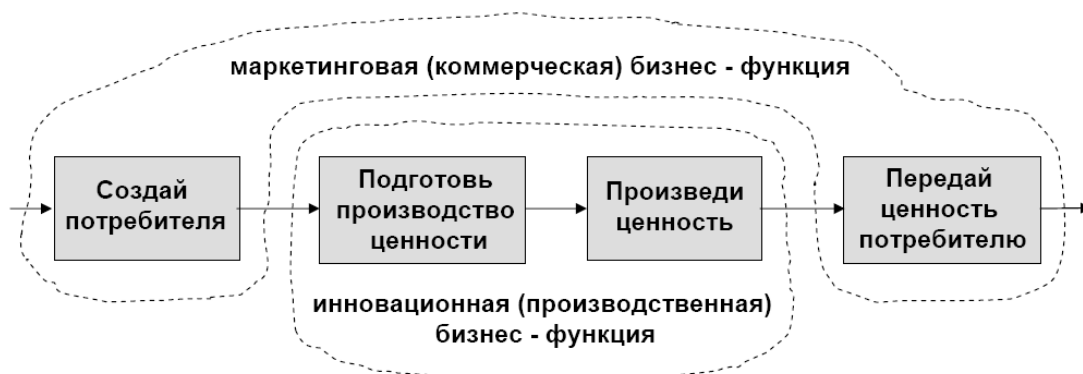 маркетинговая (коммерческая) бизнес - функция
Создай
потребителя
Подготовь
производство
ценности
Произведи
ценность
Передай
ценность
потребителю
инновационная (производственная)
бизнес - функция